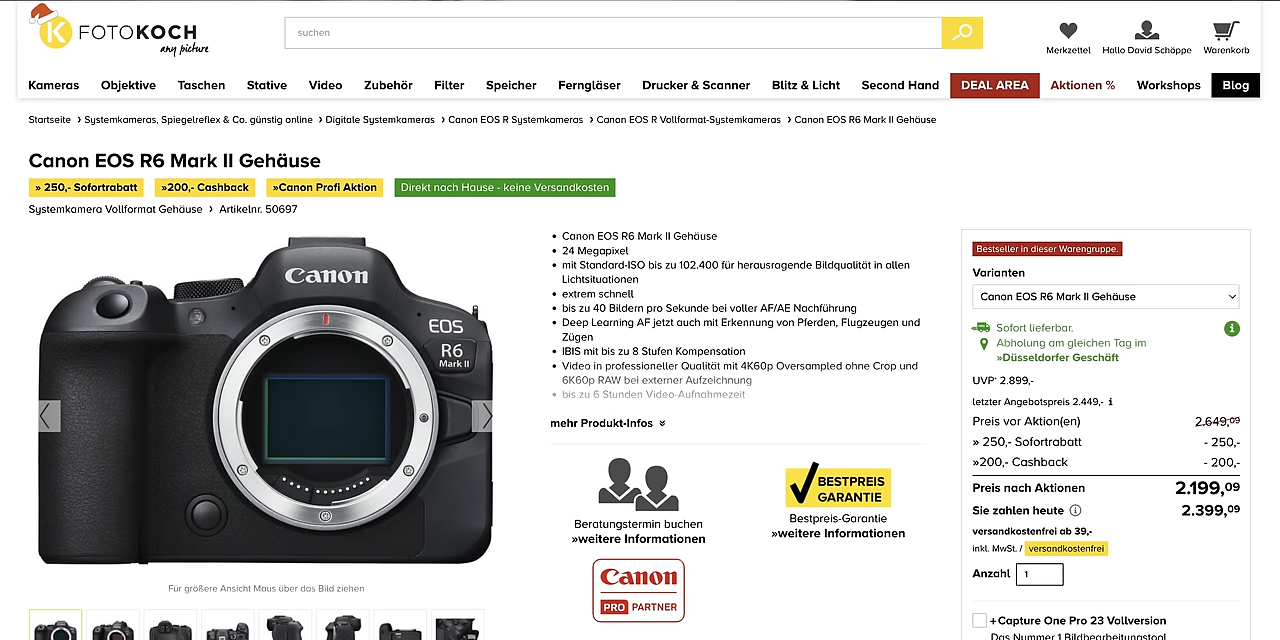 K FOTOKOCH
any picture
suchen
Merkzettel
Hallo David Schöppe
Warenkorb
Kameras Objektive Taschen Stative Video Zubehör Filter Speicher Ferngläser Drucker & Scanner Blitz & Licht Second Hand DEAL AREA Aktionen % Workshops Blog
Startseite › Systemkameras, Spiegelreflex & Co. günstig online › Digitale Systemkameras › Canon EOS R Systemkameras › Canon EOS R Vollformat-Systemkameras › Canon EOS R6 Mark II Gehäuse
Canon EOS R6 Mark II Gehäuse
» 250,- Sofortrabatt »200,- Cashback »Canon Profi Aktion Direkt nach Hause - keine Versandkosten
Systemkamera Vollformat Gehäuse › Artikelnr. 50697
Canon
EOS
R6
Mark II
Für größere Ansicht Maus über das Bild ziehen
• Canon EOS R6 Mark II Gehäuse
• 24 Megapixel
• mit Standard-ISO bis zu 102.400 für herausragende Bildqualität in allen
Lichtsituationen
• extrem schnell
• bis zu 40 Bildern pro Sekunde bei voller AF/AE Nachführung
• Deep Learning AF jetzt auch mit Erkennung von Pferden, Flugzeugen und
Zügen
• IBIS mit bis zu 8 Stufen Kompensation
• Video in professioneller Qualität mit 4K60p Oversampled ohne Crop und
6K60p RAW bei externer Aufzeichnung
• bis zu 6 Stunden Video-Aufnahmezeit
mehr Produkt-Infos
Beratungstermin buchen
»weitere Informationen
BESTPREIS
GARANTIE
Bestpreis-Garantie
»weitere Informationen
Canon
PRO PARTNER
Bestseller in dieser Warengruppe.
Varianten
Canon EOS R6 Mark II Gehäuse
Sofort lieferbar.
Abholung am gleichen Tag im
»Düsseldorfer Geschäft
UVP* 2.899,-
letzter Angebotspreis 2.449,- i
Preis vor Aktion(en) 2.649,09
» 250,- Sofortrabatt - 250,-
»200,- Cashback - 200,-
Preis nach Aktionen 2.199,09
Sie zahlen heute i 2.399,09
versandkostenfrei ab 39,-
inkl. MwSt. / versandkostenfrei
Anzahl 1
+Capture One Pro 23 Vollversion
Das Nummer 1 Bildbearbeitungstool